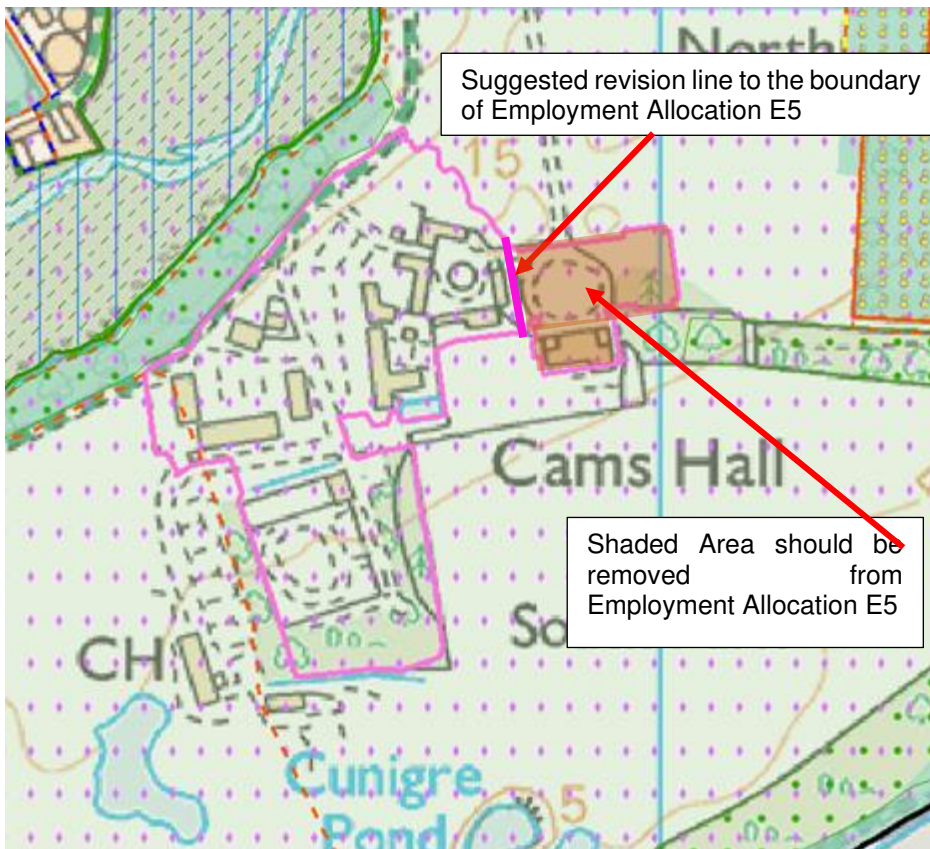 North
Suggested revision line to the boundary
of Employment Allocation E5
15
Cams Hall
Shaded Area should be
removed from
Employment Allocation E5
So
CH
Cunigre
Pond
5